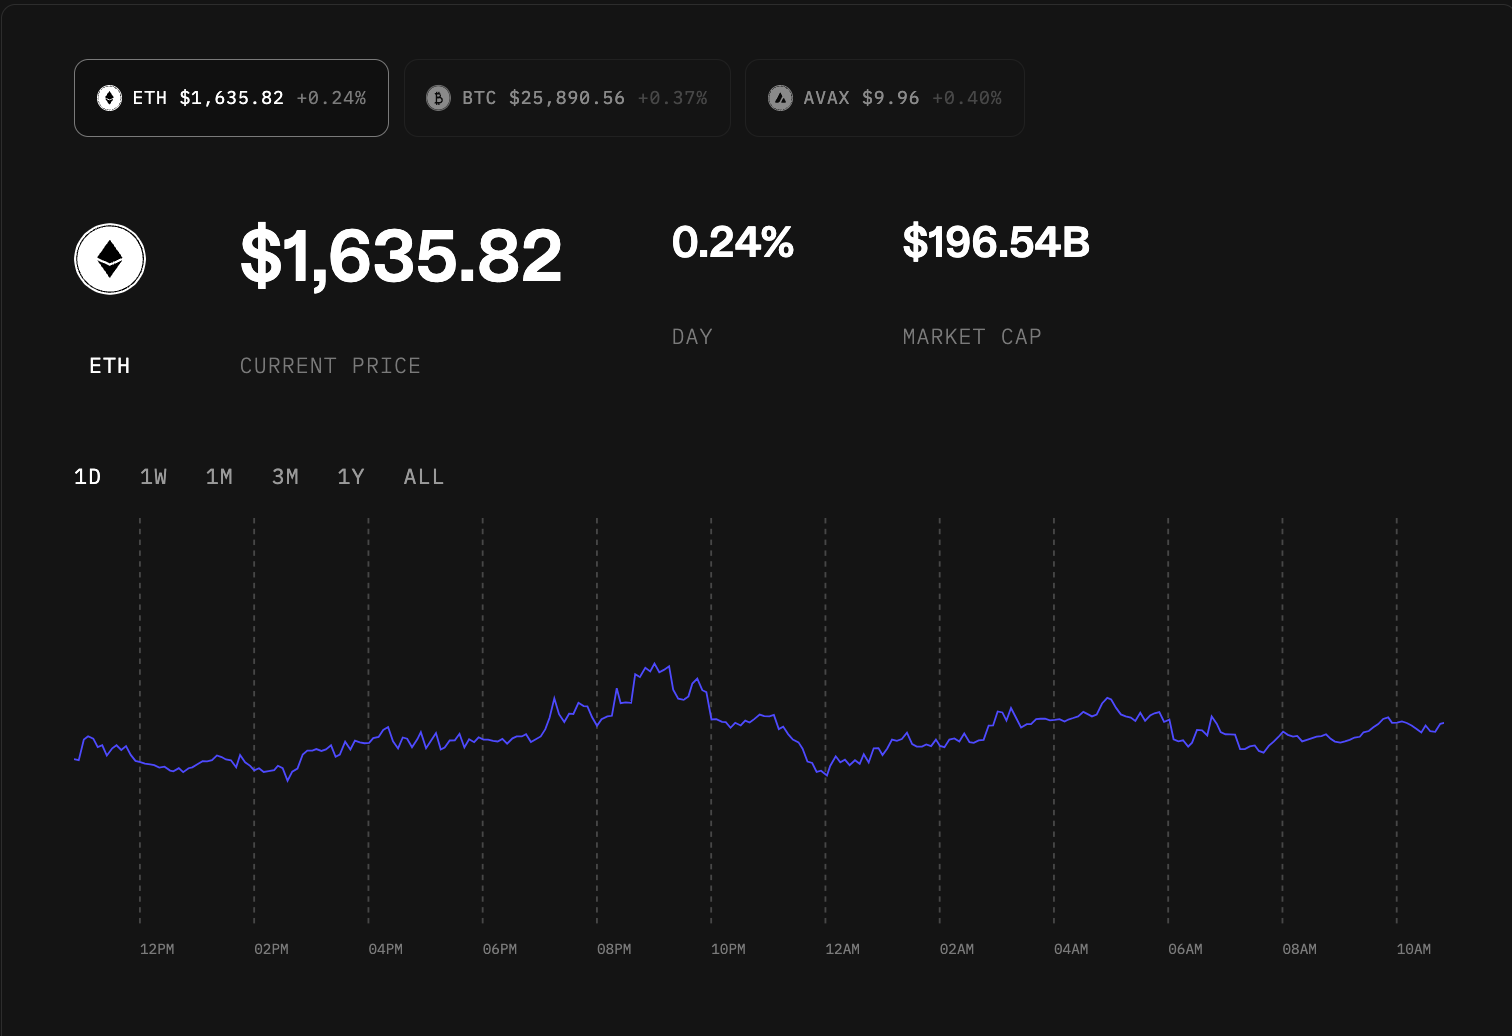 ETH $1,635.82 +0.24%
BTC $25,890.56 +0.37%
AVAX $9.96 +0.40%
$1,635.82
0.24%
$196.54B
DAY
MARKET CAP
ETH
CURRENT PRICE
1D 1W 1M 3M 1Y ALL
12PM 02PM 04PM 06PM 08PM 10PM 12AM 02AM 04AM 06AM 08AM 10AM